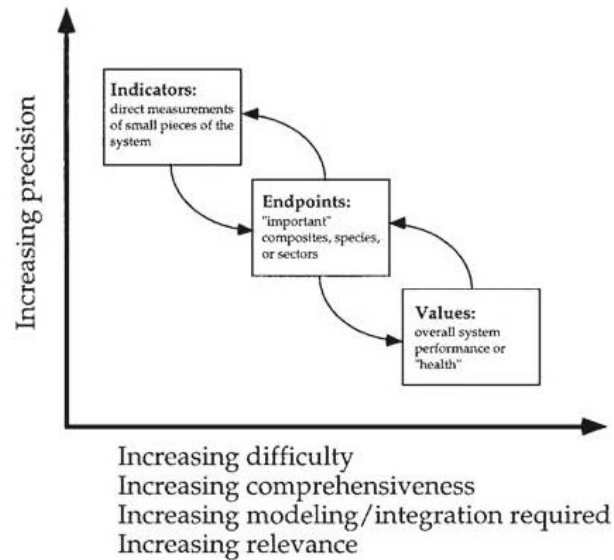 Increasing precision
Indicators:
direct measurements
of small pieces of the
system
Endpoints:
"important"
composites, species,
or sectors
Values:
overall system
performance or
"health"
Increasing difficulty
Increasing comprehensiveness
Increasing modeling/integration required
Increasing relevance